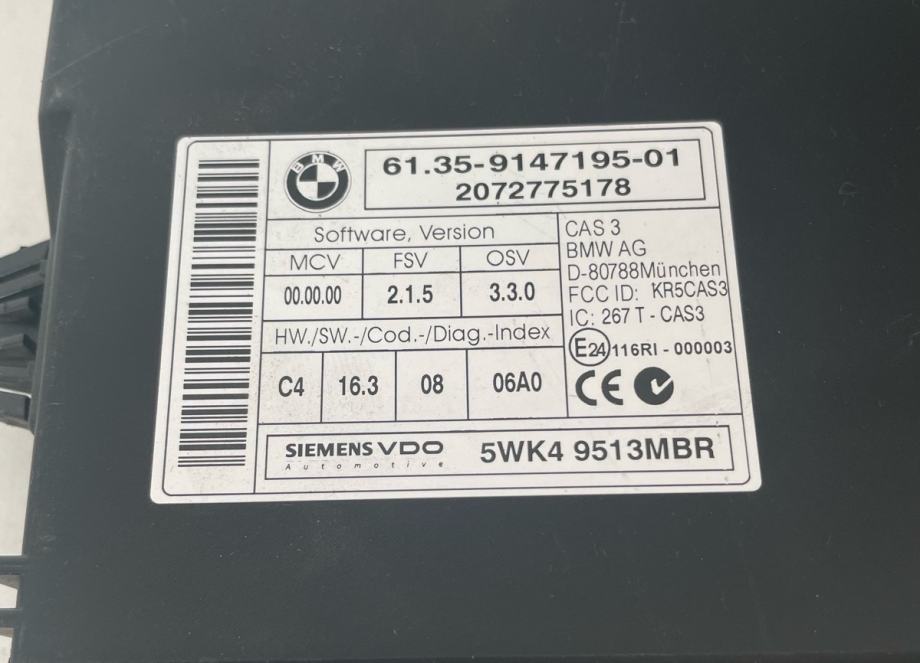 BMW
61.35-9147195-01
2072775178
Software, Version
MCV FSV OSV
00.00.00 2.1.5 3.3.0
HW./SW.-/Cod.-/Diag.-Index
C4 16.3 08 06A0
CAS 3
BMW AG
D-80788München
FCC ID: KR5CAS3
IC: 267 T - CAS3
E24 116RI - 000003
CE
SIEMENS VDO
Automotive
5WK4 9513MBR